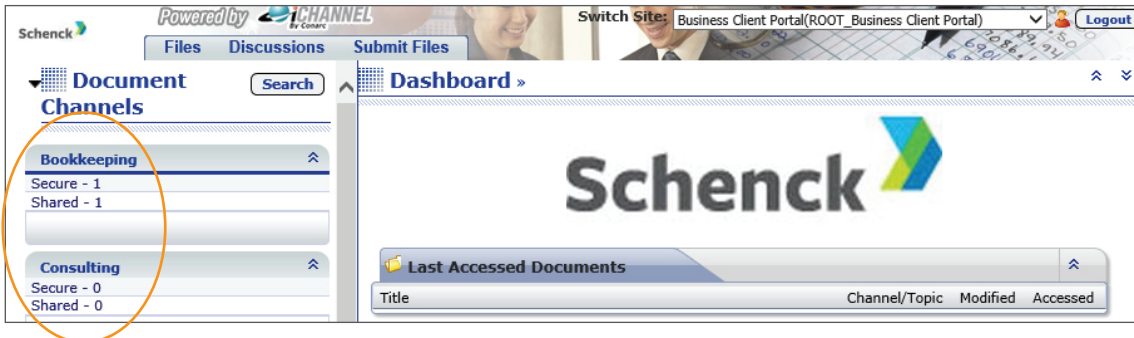 Schenck
Powered by iCHANNEL
By Conarc
Switch Site: Business Client Portal(ROOT_Business Client Portal) Logout
Files Discussions Submit Files
Document Channels
Search
Dashboard »
Bookkeeping
Secure - 1
Shared - 1
Schenck
Consulting
Secure - 0
Shared - 0
Last Accessed Documents
Title Channel/Topic Modified Accessed